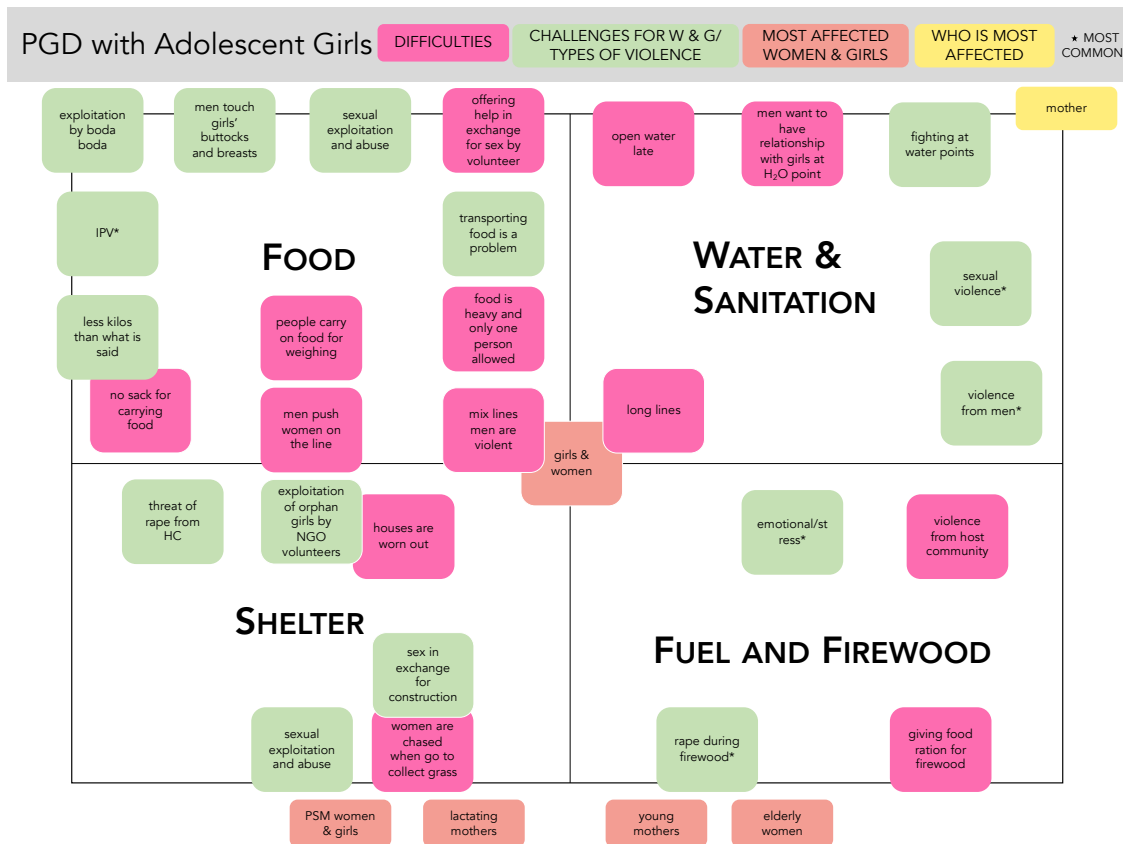 PGD with Adolescent Girls
DIFFICULTIES
CHALLENGES FOR W & G/
TYPES OF VIOLENCE
MOST AFFECTED
WOMEN & GIRLS
WHO IS MOST
AFFECTED
★ MOST
COMMON
exploitation
by boda
boda
men touch
girls'
buttocks
and breasts
sexual
exploitation
and abuse
offering
help in
exchange
for sex by
volunteer
IPV*
transporting
food is a
problem
FOOD
less kilos
than what is
said
people carry
on food for
weighing
food is
heavy and
only one
person
allowed
no sack for
carrying
food
men push
women on
the line
mix lines
men are
violent
open water
late
men want to
have
relationship
with girls at
H₂O point
fighting at
water points
mother
WATER &
SANITATION
sexual
violence*
long lines
violence
from men*
girls &
women
threat of
rape from
HC
exploitation
of orphan
girls by
NGO
volunteers
houses are
worn out
SHELTER
sex in
exchange
for
construction
sexual
exploitation
and abuse
women are
chased
when go to
collect grass
emotional/st
ress*
violence
from host
community
FUEL AND FIREWOOD
rape during
firewood*
giving food
ration for
firewood
PSM women
& girls
lactating
mothers
young
mothers
elderly
women